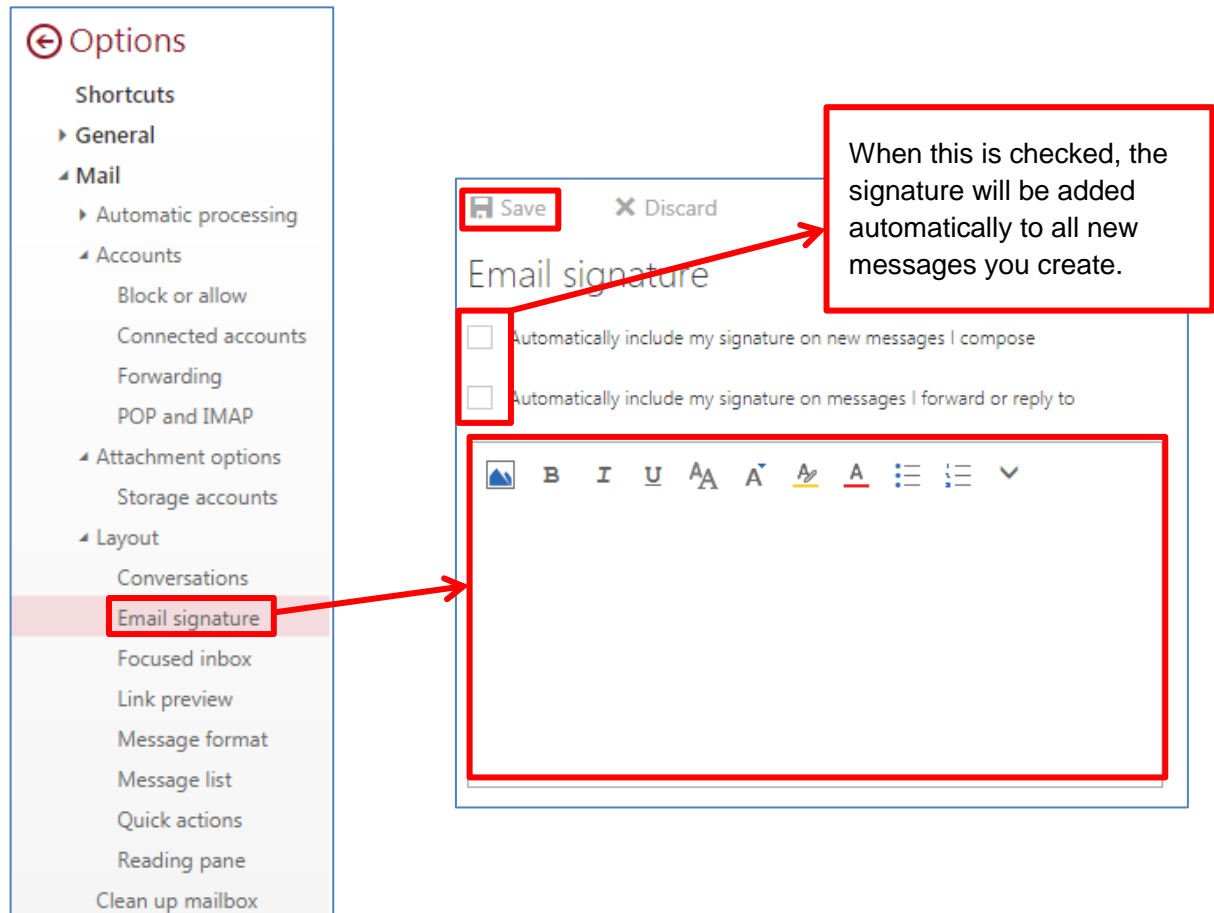 Options
Shortcuts
General
Mail
Automatic processing
Accounts
Block or allow
Connected accounts
Forwarding
POP and IMAP
Attachment options
Storage accounts
Layout
Conversations
Email signature
Focused inbox
Link preview
Message format
Message list
Quick actions
Reading pane
Clean up mailbox
When this is checked, the
signature will be added
automatically to all new
messages you create.
Save Discard
Email signature
Automatically include my signature on new messages I compose
Automatically include my signature on messages I forward or reply to
B I U AA A A A